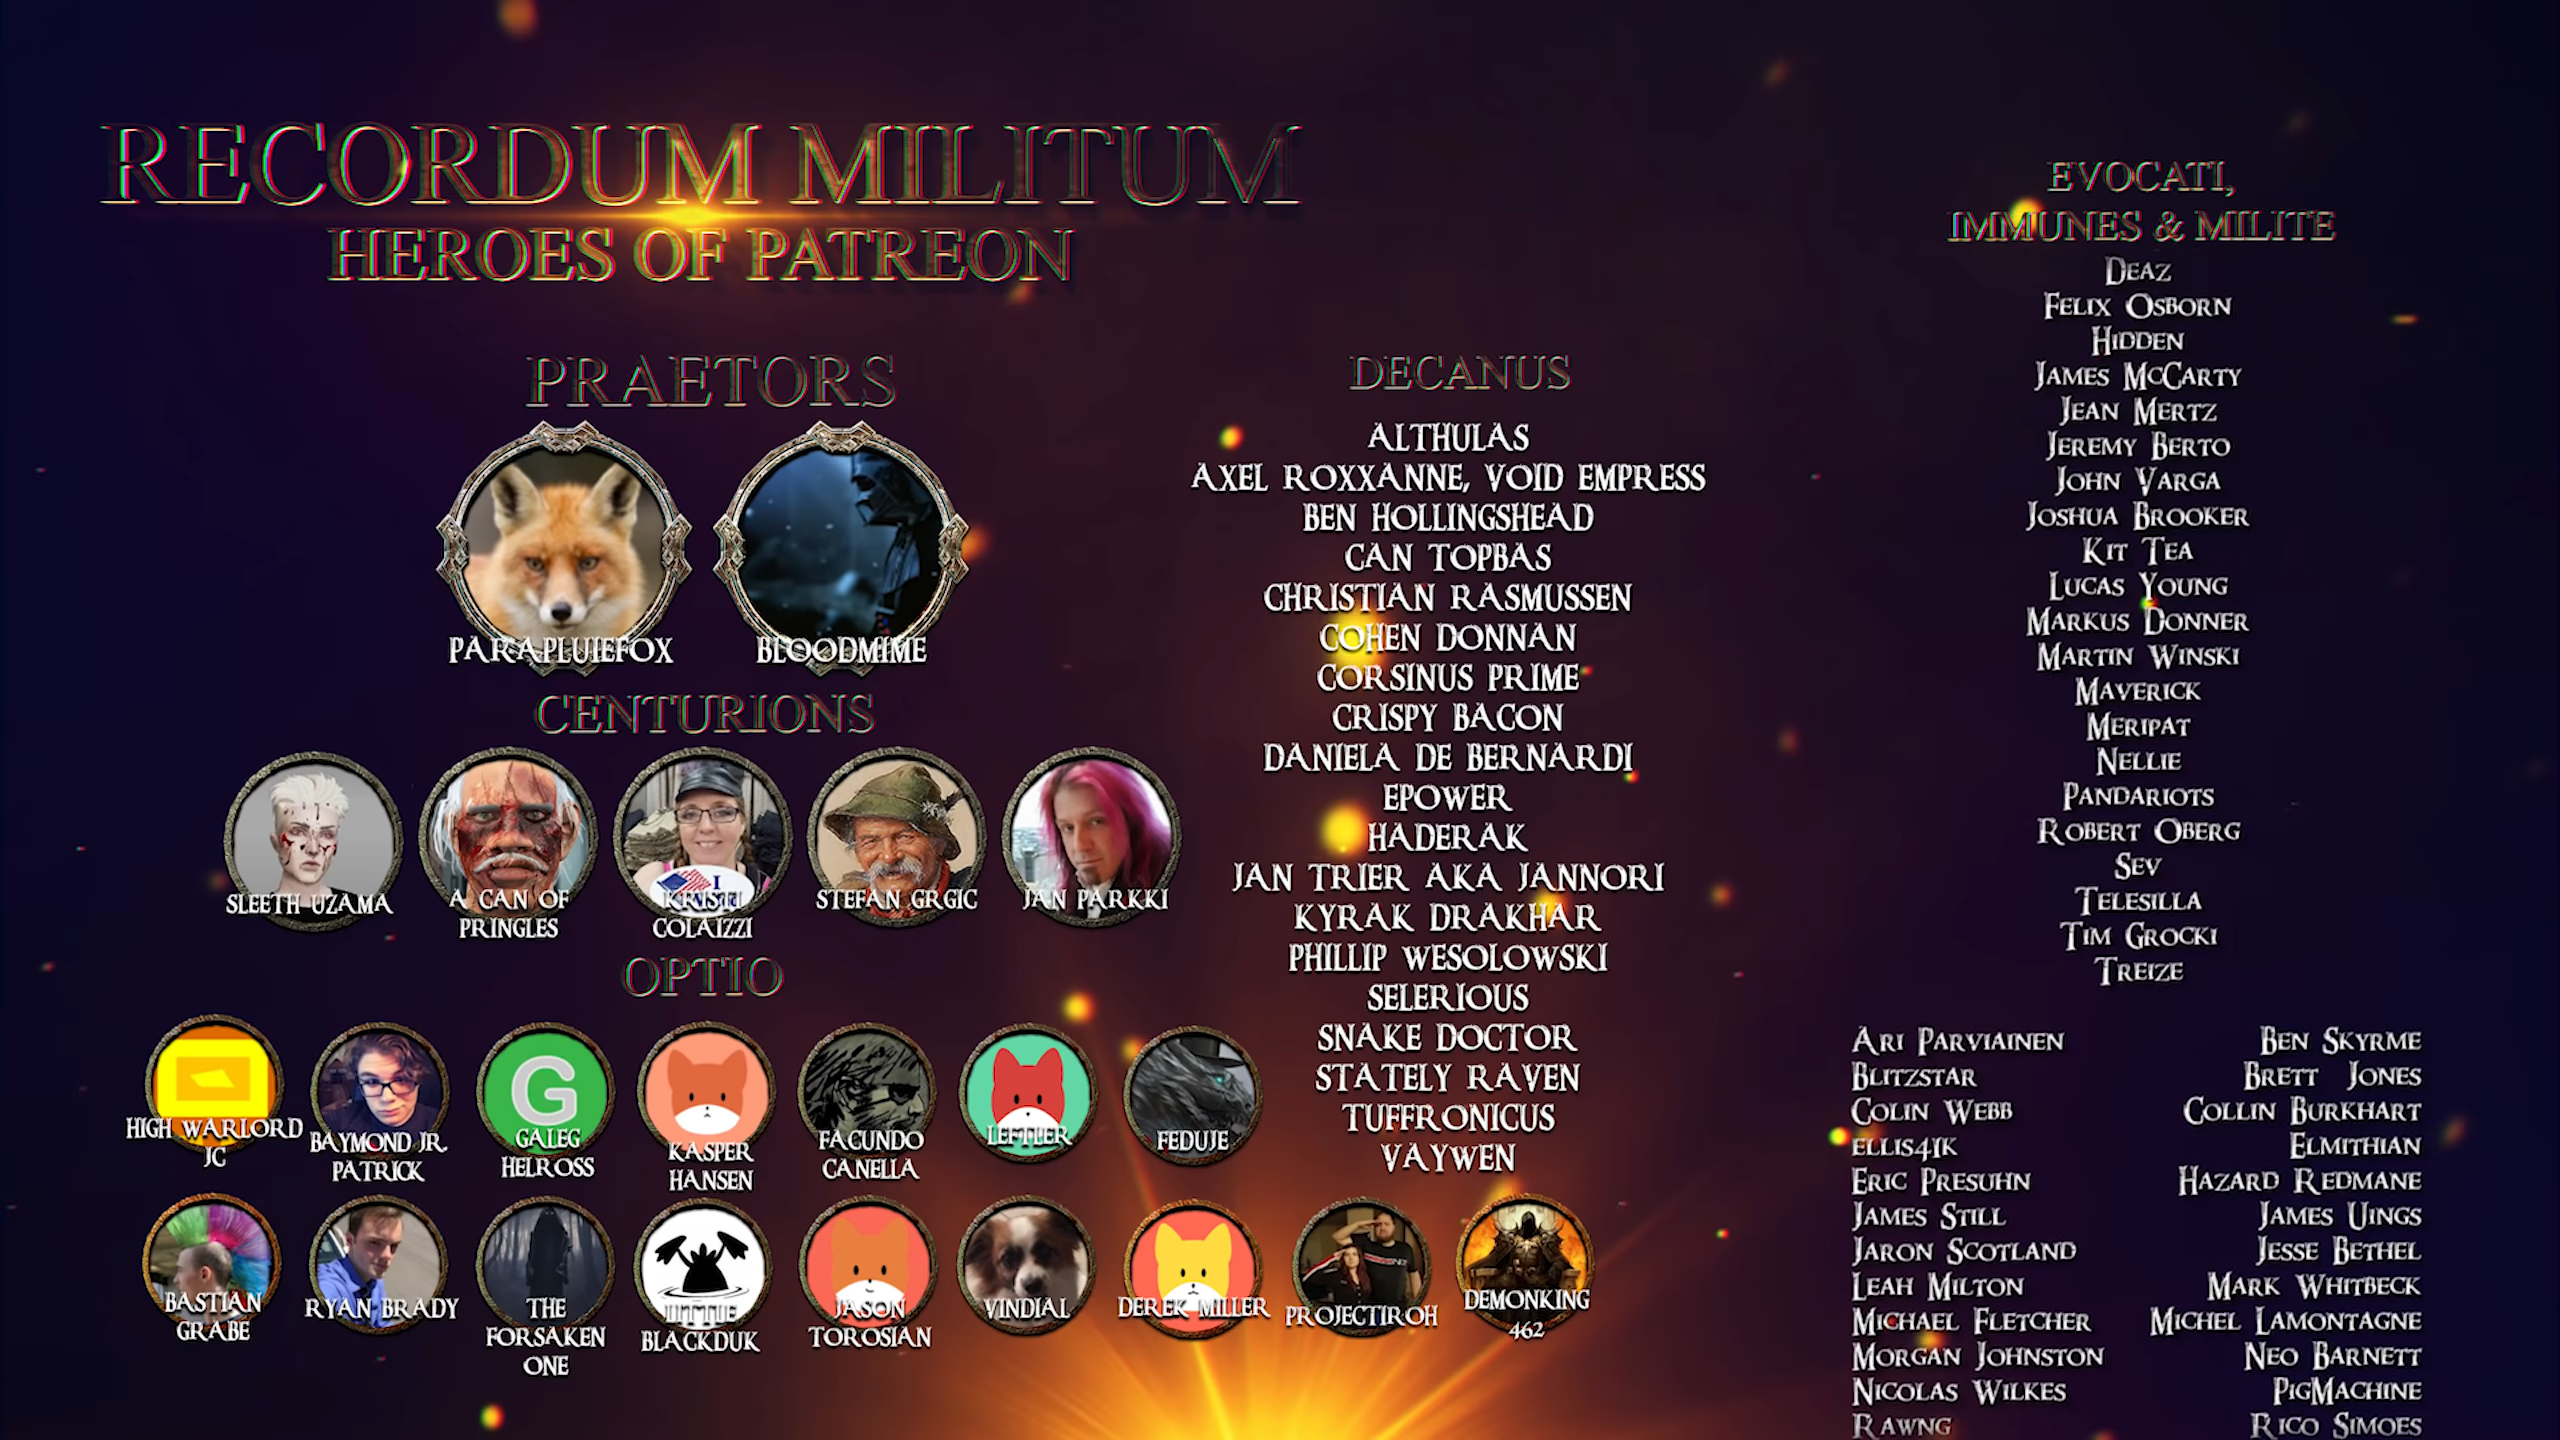 RECORDUM MILITUM
HEROES OF PATREON
PRAETORS
PARAPLUIEFOX
BLOODMIME
CENTURIONS
SLEETH UZAMA
A CAN OF
PRINGLES
KRISTI
COLAIZZI
STEFAN GRGIC
JAN PARKKI
OPTIO
HIGH WARLORD
JC
BAYMOND JR.
PATRICK
GALEG
HELROSS
KASPER
HANSEN
FACUNDO
CANELLA
LEFTLER
FEDUJE
BASTIAN
GRABE
RYAN BRADY
THE
FORSAKEN
ONE
LITTLE
BLACKDUK
JASON
TOROSIAN
VINDIAL
DEREK MILLER
PROJECTIROH
DEMONKING
462
DECANUS
ALTHULAS
AXEL ROXXANNE, VOID EMPRESS
BEN HOLLINGSHEAD
CAN TOPBAS
CHRISTIAN RASMUSSEN
COHEN DONNAN
CORSINUS PRIME
CRISPY BACON
DANIELA DE BERNARDI
EPOWER
HADERAK
JAN TRIER AKA JANNORI
KYRAK DRAKHAR
PHILLIP WESOLOWSKI
SELERIOUS
SNAKE DOCTOR
STATELY RAVEN
TUFFRONICUS
VAYWEN
EVOCATI,
IMMUNES & MILITE
DEAZ
FELIX OSBORN
HIDDEN
JAMES MCCARTY
JEAN MERTZ
JEREMY BERTO
JOHN VARGA
JOSHUA BROOKER
KIT TEA
LUCAS YOUNG
MARKUS DONNER
MARTIN WINSKI
MAVERICK
MERIPAT
NELLIE
PANDARIOTS
ROBERT OBERG
SEV
TELESILLA
TIM GROCKI
TREIZE
ARI PARVIAINEN
BLITZSTAR
COLIN WEBB
ELLIS41K
ERIC PRESUHN
JAMES STILL
JARON SCOTLAND
LEAH MILTON
MICHAEL FLETCHER
MORGAN JOHNSTON
NICOLAS WILKES
RAWNG
BEN SKYRME
BRETT JONES
COLLIN BURKHART
ELMITHIAN
HAZARD REDMANE
JAMES UINGS
JESSE BETHEL
MARK WHITBECK
MICHEL LAMONTAGNE
NEO BARNETT
PIGMACHINE
RICO SIMOES